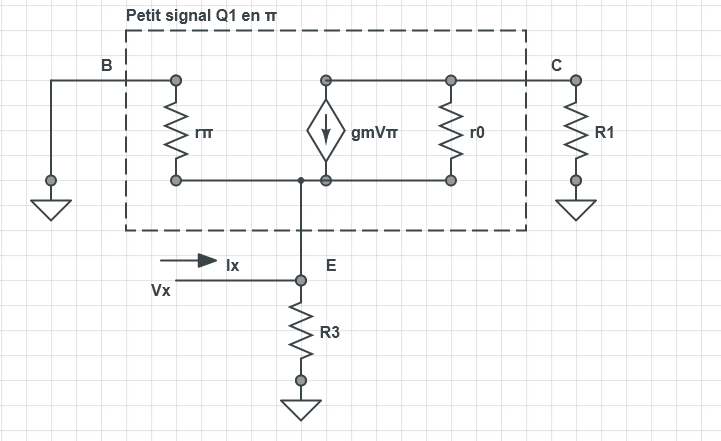 Petit signal Q1 en π
B
C
rπ
gmVπ
r0
R1
Ix
E
Vx
R3